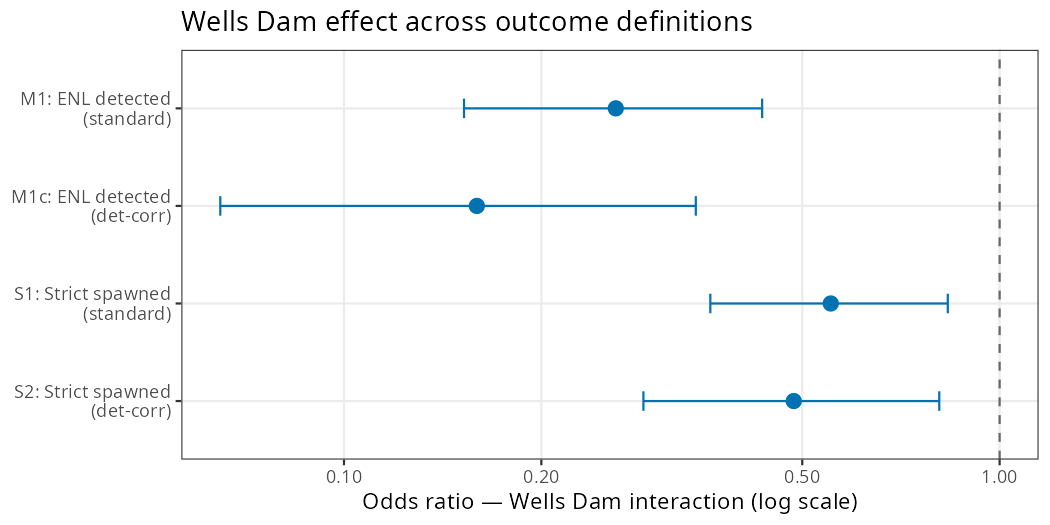 Wells Dam effect across outcome definitions
M1: ENL detected
(standard)
M1c: ENL detected
(det-corr)
S1: Strict spawned
(standard)
S2: Strict spawned
(det-corr)
0.10 0.20 0.50 1.00
Odds ratio — Wells Dam interaction (log scale)